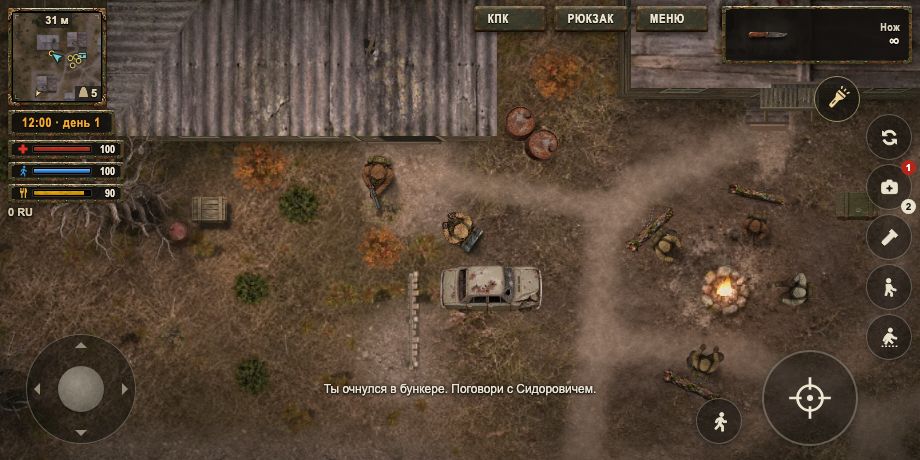 31 м
5
12:00 · день 1
100
100
90
0 RU
КПК
РЮКЗАК
МЕНЮ
Нож
∞
1
2
Ты очнулся в бункере. Поговори с Сидоровичем.